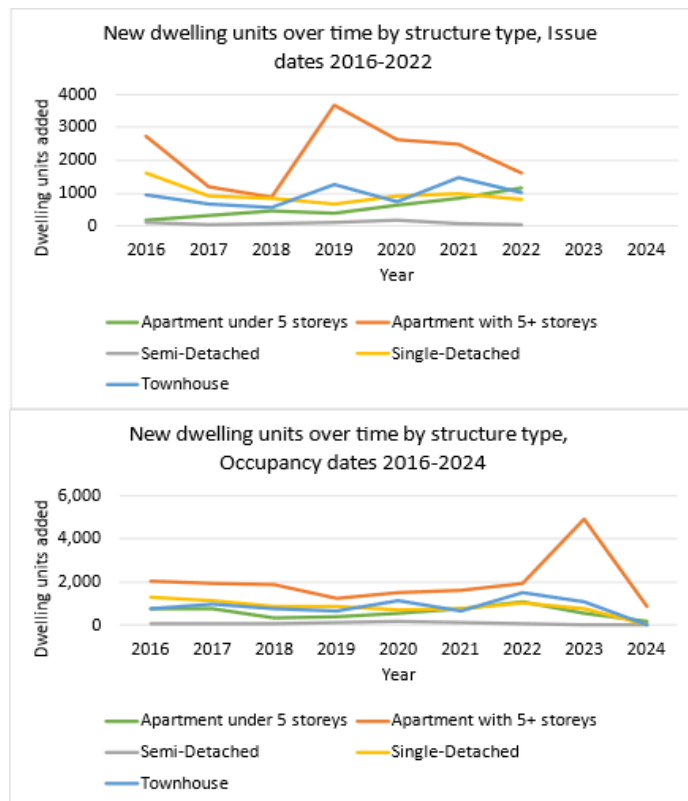 New dwelling units over time by structure type, Issue
dates 2016-2022
Dwelling units added
4000
3000
2000
1000
0
2016 2017 2018 2019 2020 2021 2022 2023 2024
Year
Apartment under 5 storeys Apartment with 5+ storeys
Semi-Detached Single-Detached
Townhouse
New dwelling units over time by structure type,
Occupancy dates 2016-2024
Dwelling units added
6,000
4,000
2,000
0
2016 2017 2018 2019 2020 2021 2022 2023 2024
Year
Apartment under 5 storeys Apartment with 5+ storeys
Semi-Detached Single-Detached
Townhouse